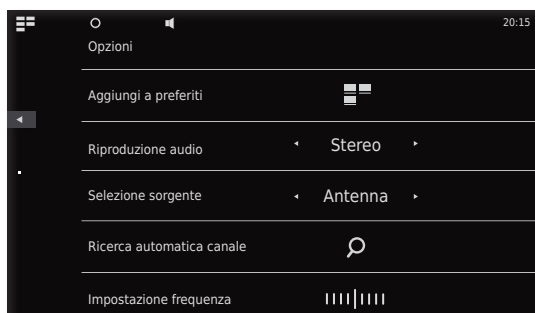 20:15
Opzioni
Aggiungi a preferiti
Riproduzione audio Stereo
Selezione sorgente Antenna
Ricerca automatica canale
Impostazione frequenza